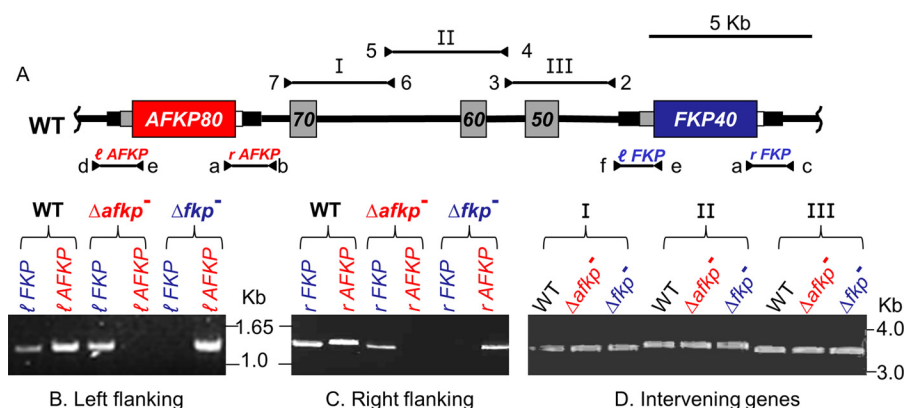 5 Kb
II
5 4
I III
A
7 6 3 2
WT AFKP80 70 60 50 FKP40
ℓ AFKP r AFKP ℓ FKP r FKP
d e a b f e a c
WT Δafkp- Δfkp- WT Δafkp- Δfkp- I II III
ℓ FKP ℓ AFKP ℓ FKP ℓ AFKP ℓ FKP ℓ AFKP r FKP r AFKP r FKP r AFKP r FKP r AFKP WT Δafkp- Δfkp- WT Δafkp- Δfkp- WT Δafkp- Δfkp-
Kb Kb
1.65 4.0
1.0 3.0
B. Left flanking C. Right flanking D. Intervening genes